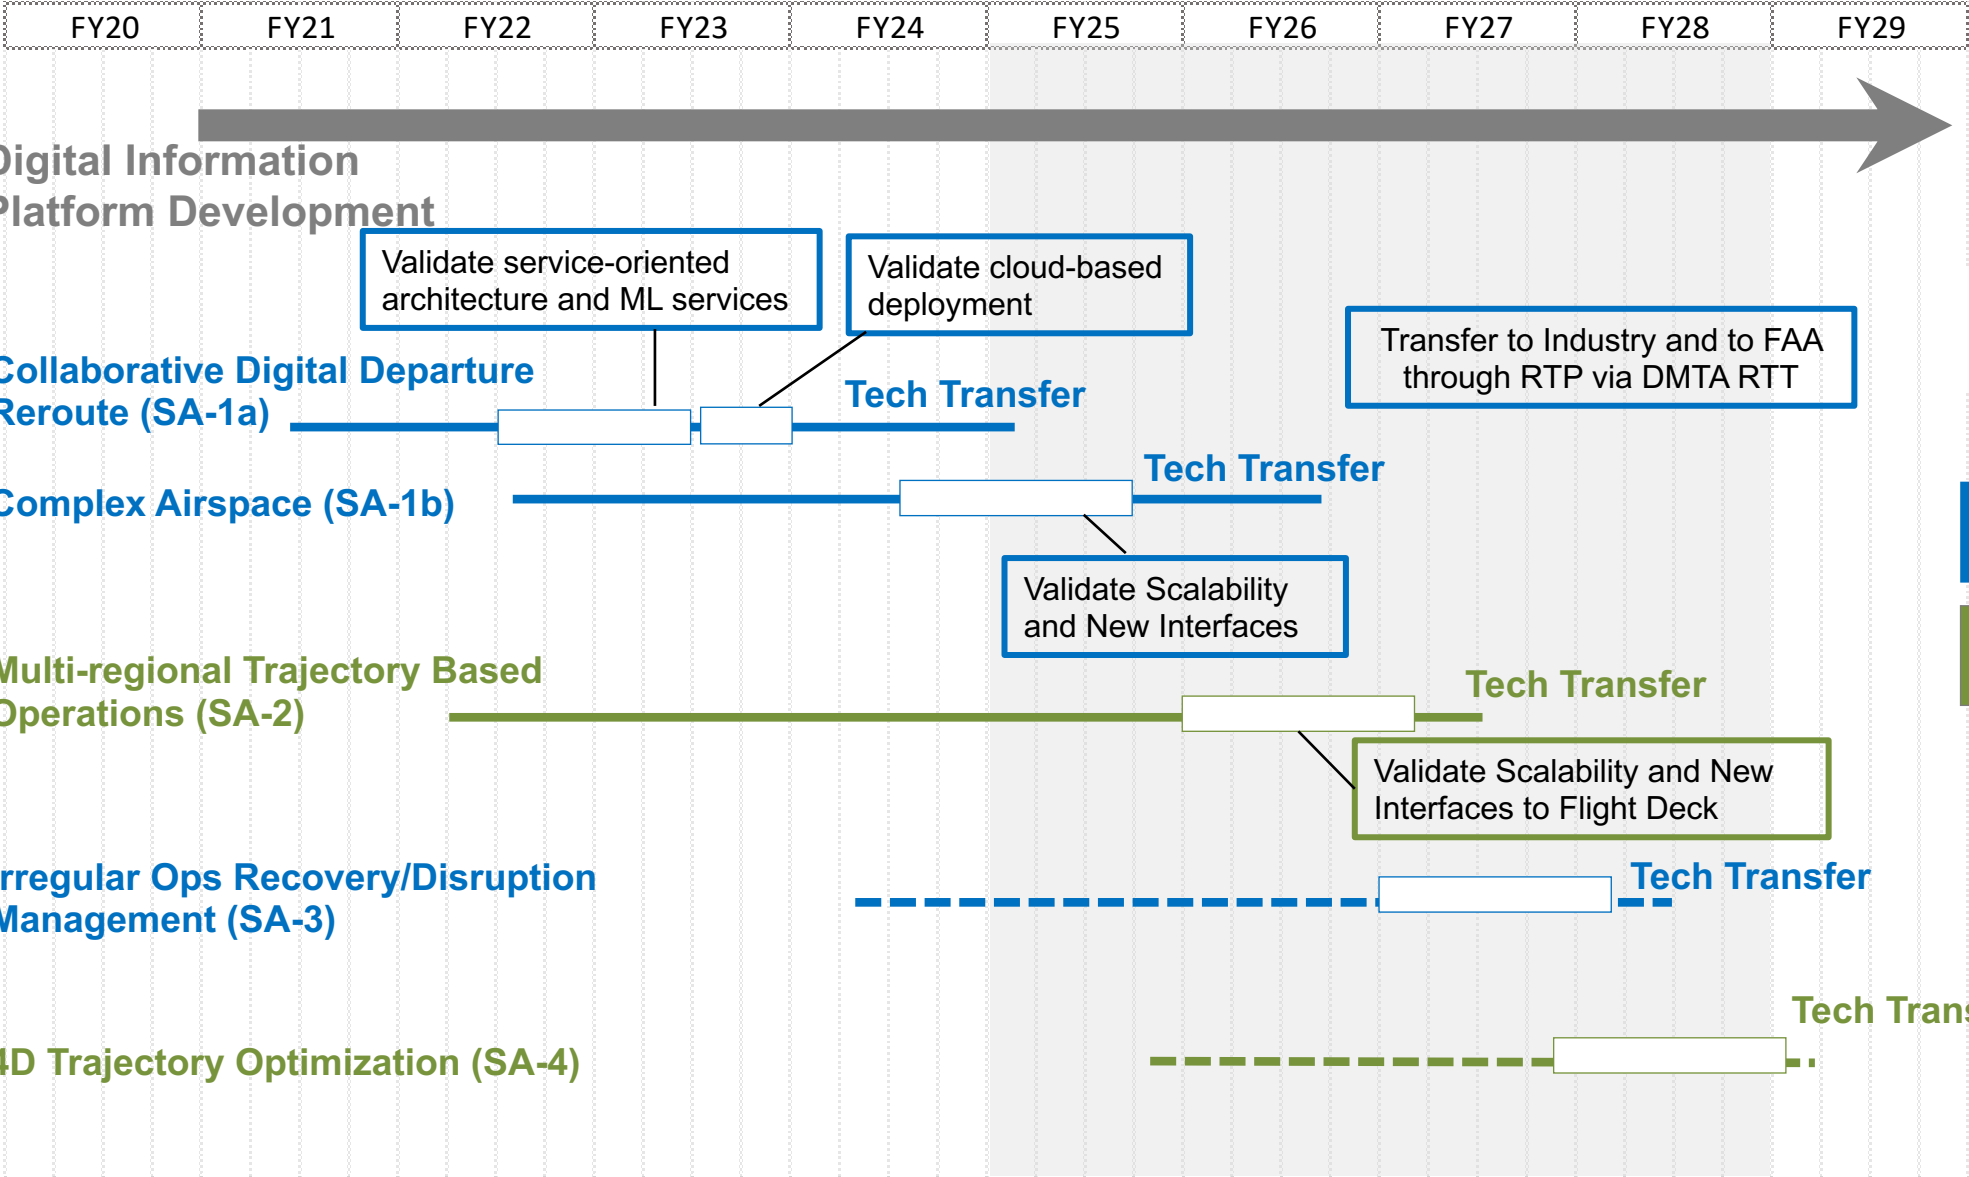 FY20 FY21 FY22 FY23 FY24 FY25 FY26 FY27 FY28 FY29
Digital Information
Platform Development
Validate service-oriented
architecture and ML services
Validate cloud-based
deployment
Transfer to Industry and to FAA
through RTP via DMTA RTT
Collaborative Digital Departure
Reroute (SA-1a)
Tech Transfer
Complex Airspace (SA-1b)
Tech Transfer
Validate Scalability
and New Interfaces
Multi-regional Trajectory Based
Operations (SA-2)
Tech Transfer
Validate Scalability and New
Interfaces to Flight Deck
Irregular Ops Recovery/Disruption
Management (SA-3)
Tech Transfer
Tech Trans
4D Trajectory Optimization (SA-4)